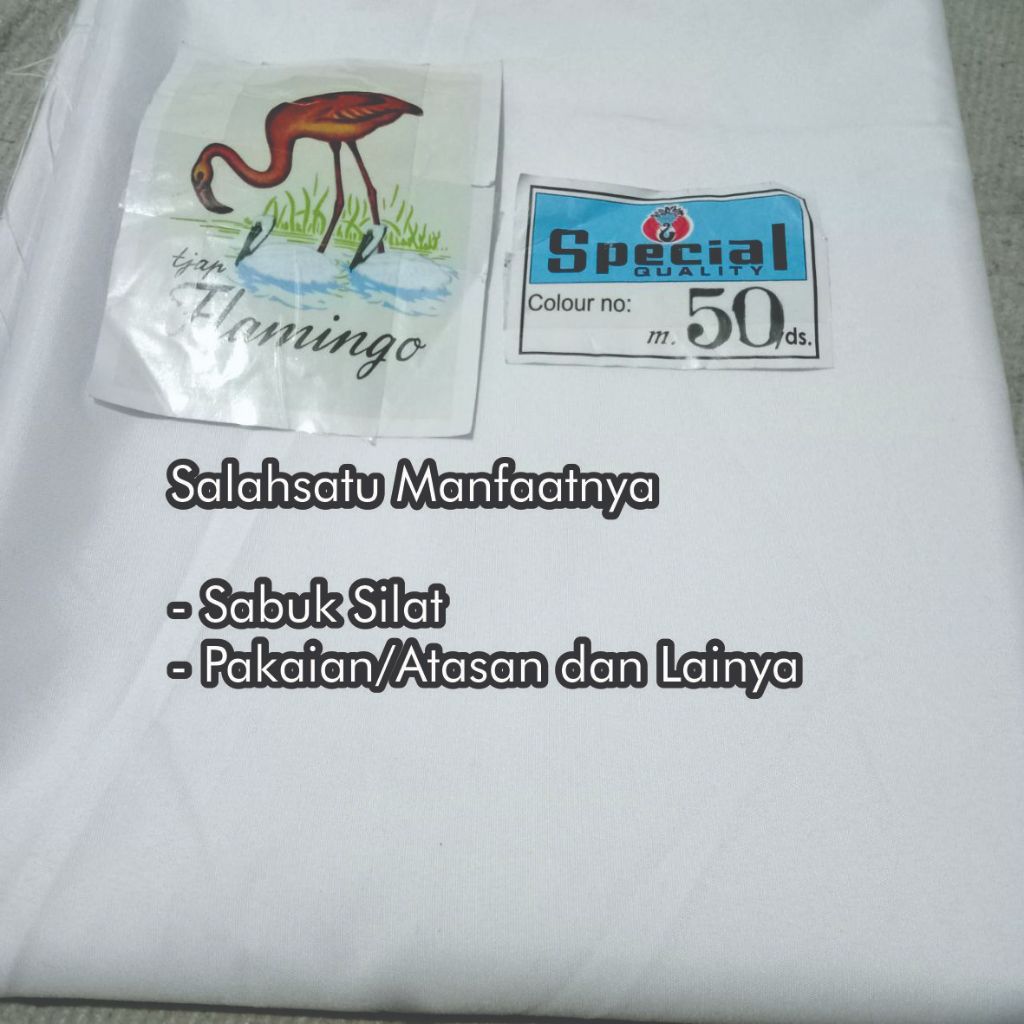 tjap
Flamingo
Special
QUALITY
Colour no:
m. 50/ds.
Salahsatu Manfaatnya
- Sabuk Silat
- Pakaian/Atasan dan Lainya